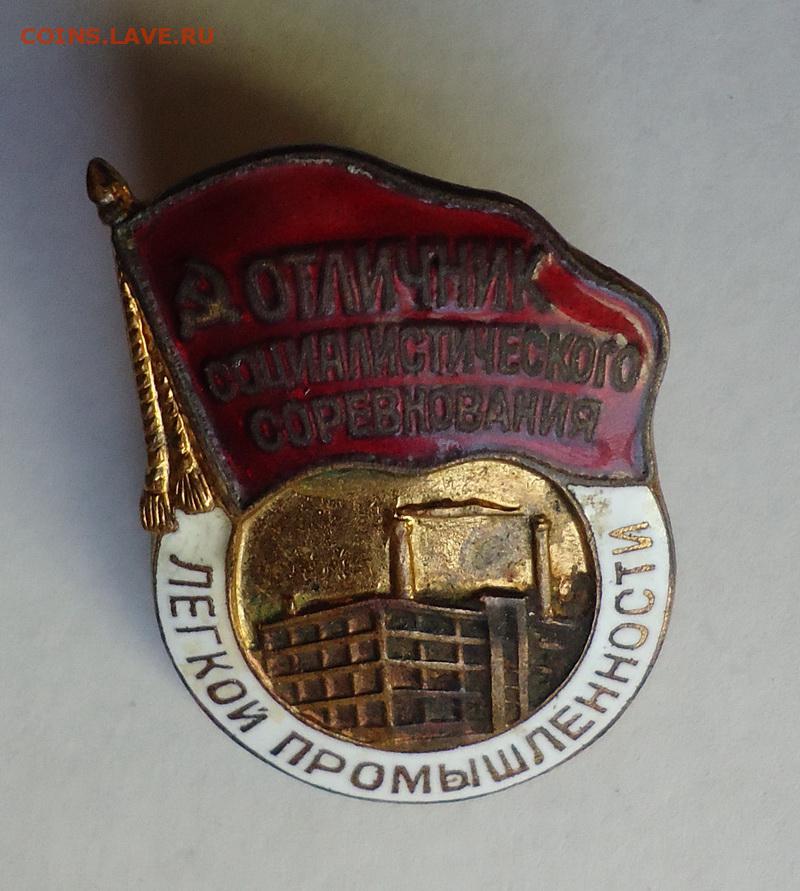 COINS.LAVE.RU
ОТЛИЧНИК
СОЦИАЛИСТИЧЕСКОГО
СОРЕВНОВАНИЯ
ЛЕГКОЙ ПРОМЫШЛЕННОСТИ